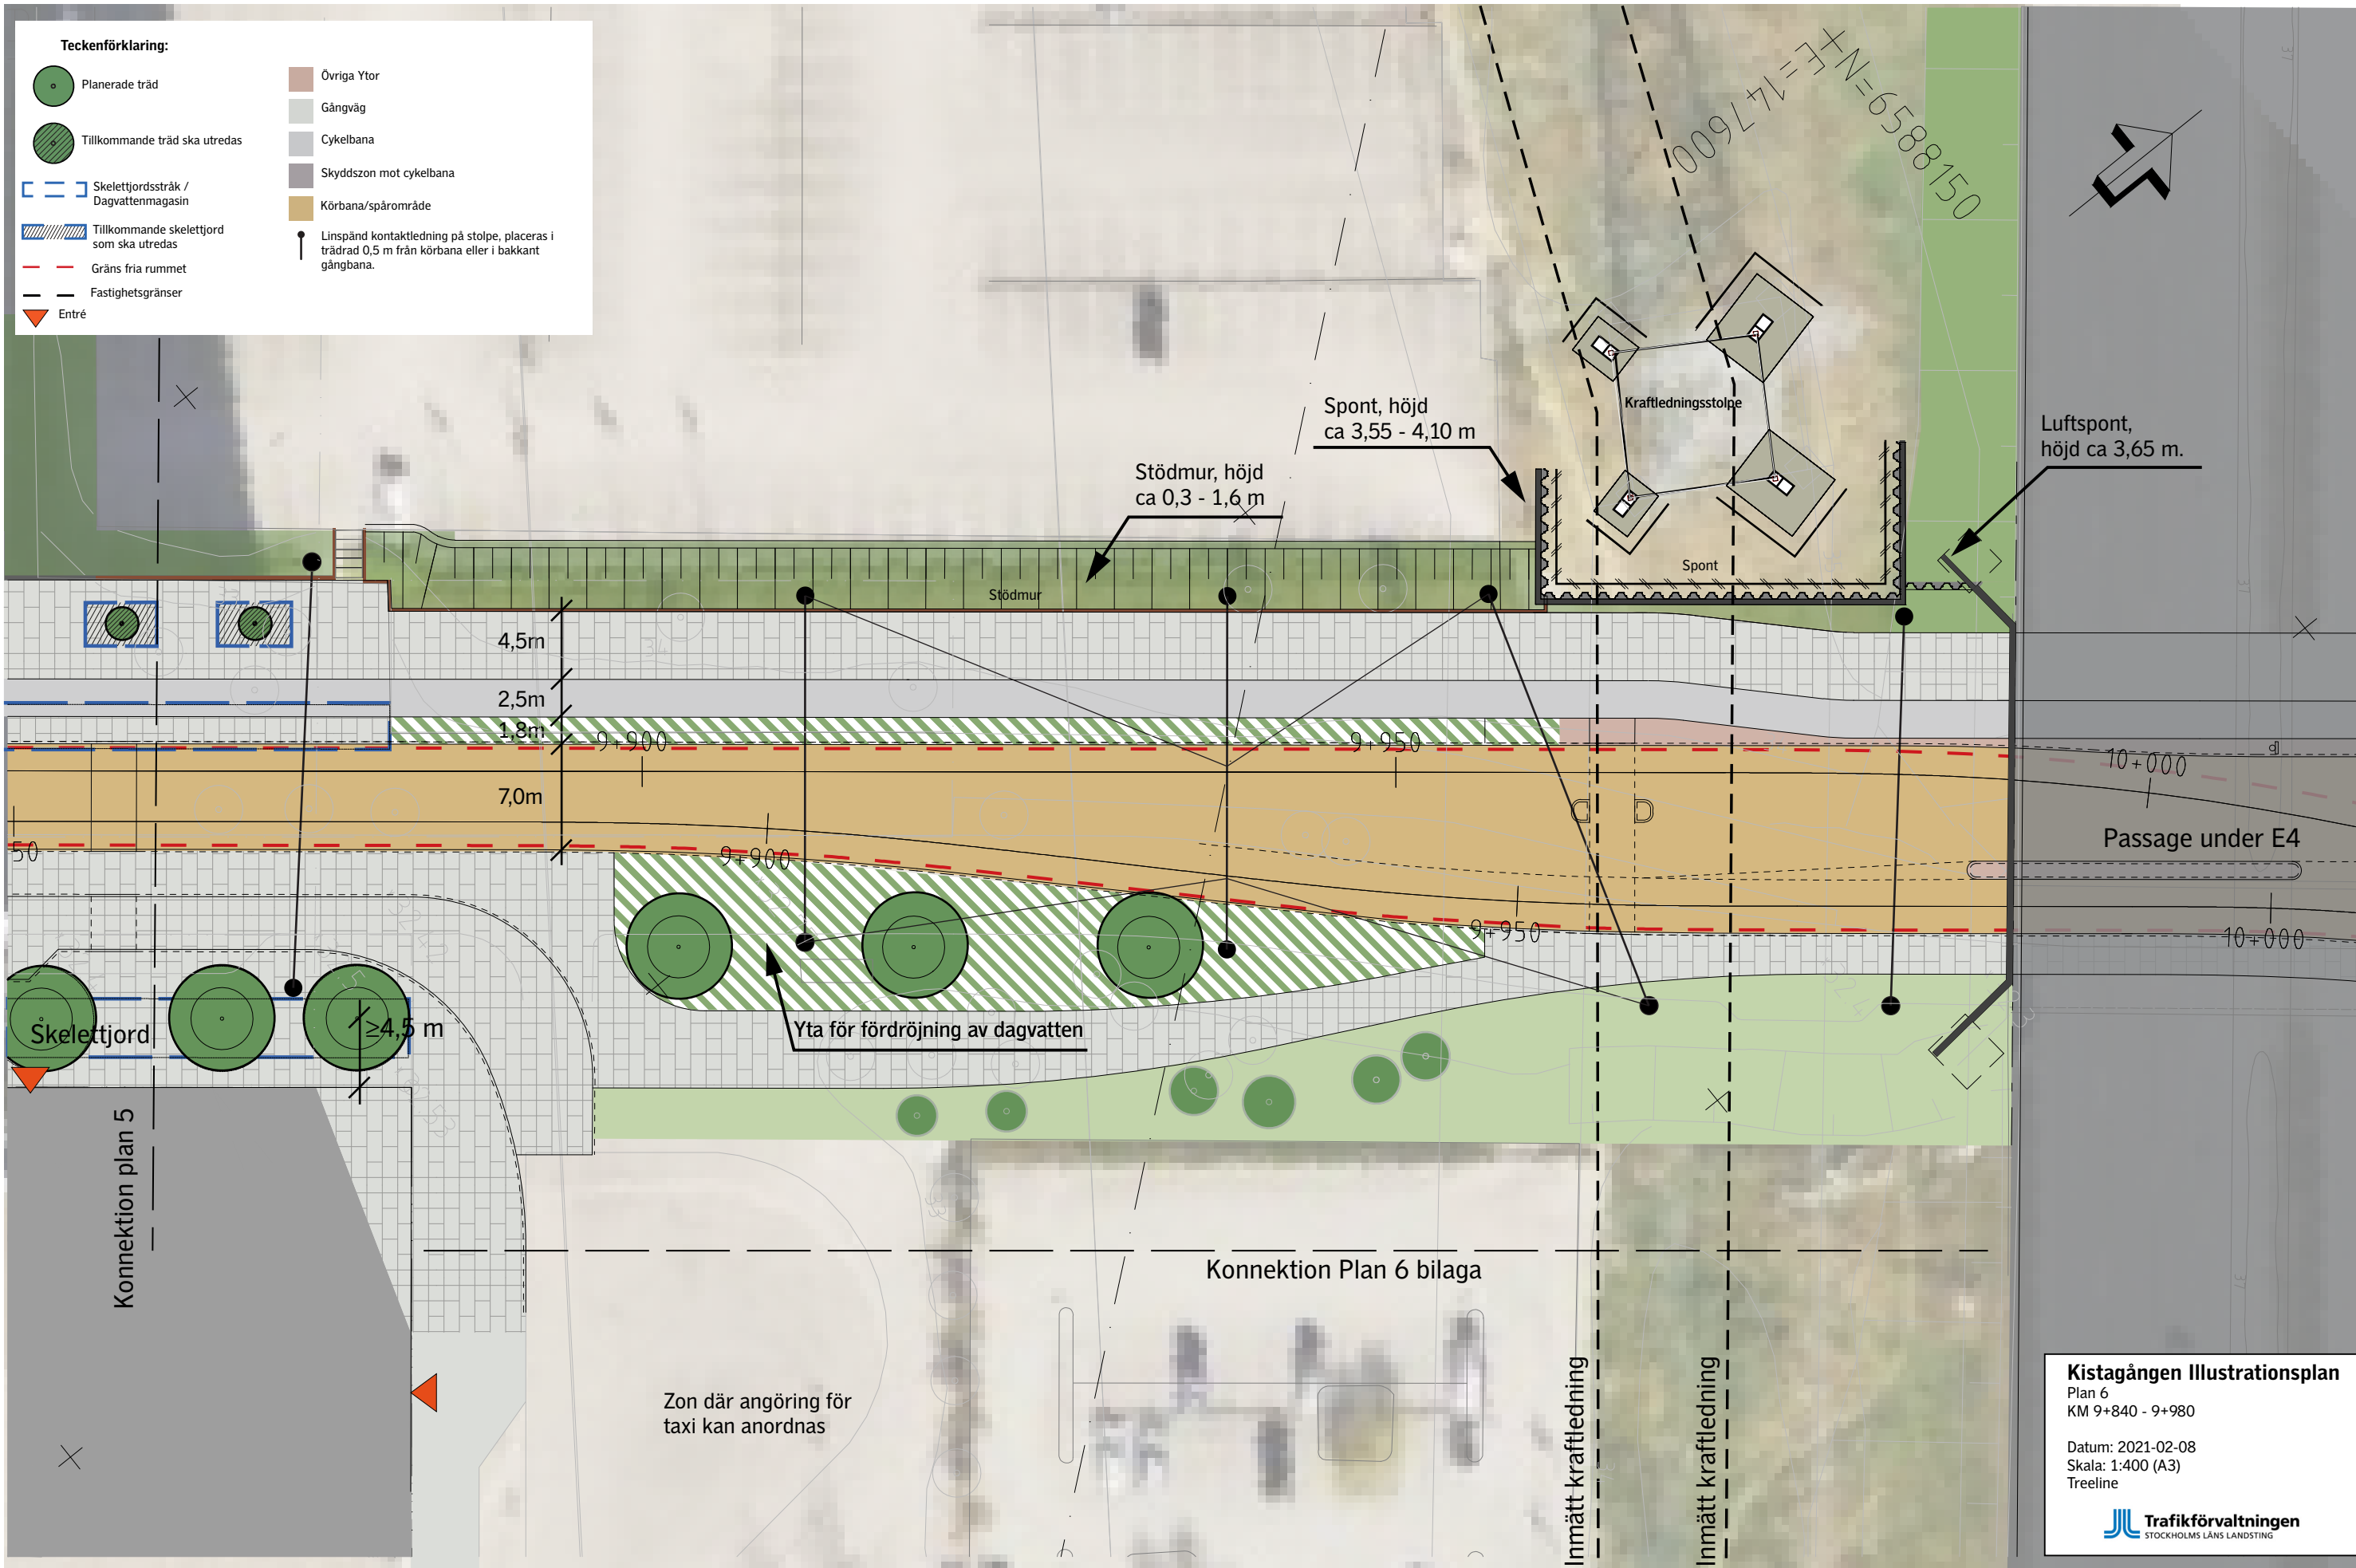 Teckenförklaring:
Planerade träd
Tillkommande träd ska utredas
Skelettjordsstråk /
Dagvattenmagasin
Tillkommande skelettjord
som ska utredas
Gräns fria rummet
Fastighetsgränser
Entré
Övriga Ytor
Gångväg
Cykelbana
Skyddszon mot cykelbana
Körbana/spårområde
Linspänd kontaktledning på stolpe, placeras i
trädrad 0,5 m från körbana eller i bakkant
gångbana.
N=6588150
E=147600
Spont, höjd
ca 3,55 - 4,10 m
Kraftledningsstolpe
Luftspont,
höjd ca 3,65 m.
Stödmur, höjd
ca 0,3 - 1,6 m
Spont
Stödmur
4,5m
34
2,5m
1,8m
9+900
9+950
10+000
7,0m
50
9+900
9+950
10+000
Passage under E4
Skelettjord
≥4,5 m
Yta för fördröjning av dagvatten
Konnektion plan 5
Konnektion Plan 6 bilaga
Zon där angöring för
taxi kan anordnas
Inmätt kraftledning
Inmätt kraftledning
Kistagången Illustrationsplan
Plan 6
KM 9+840 - 9+980
Datum: 2021-02-08
Skala: 1:400 (A3)
Treeline
Trafikförvaltningen
STOCKHOLMS LÄNS LANDSTING